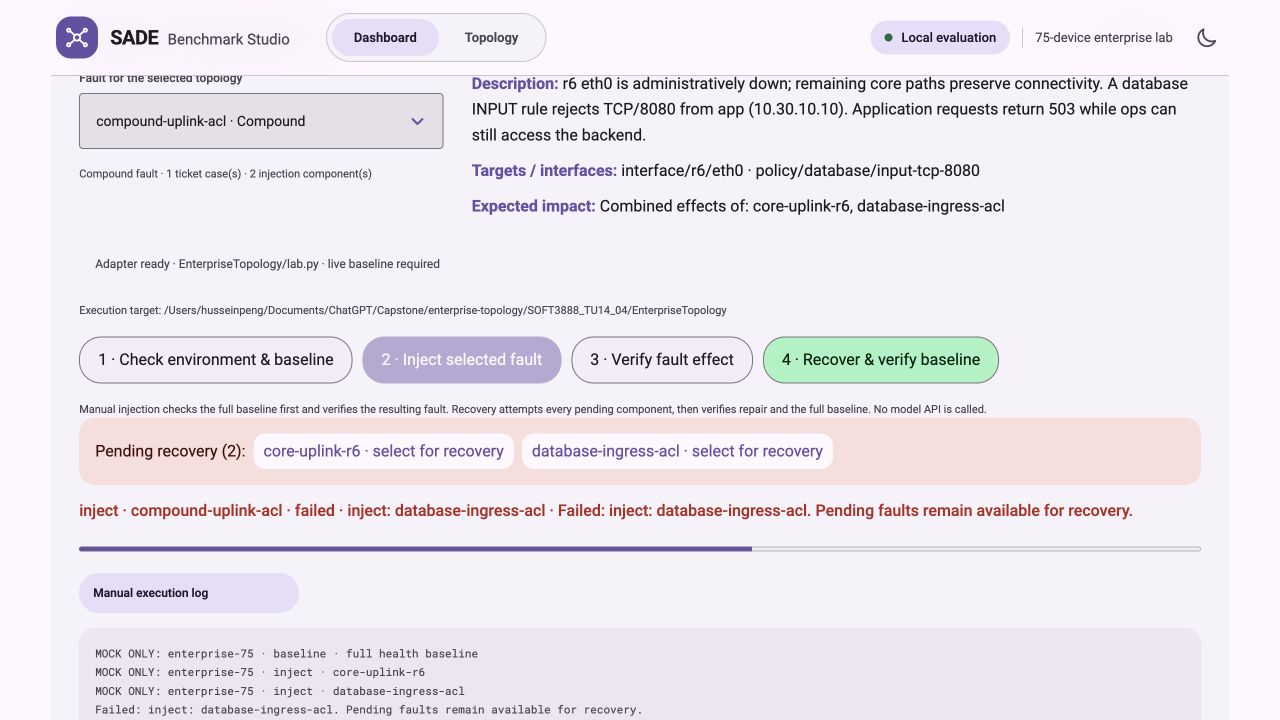 SADE Benchmark Studio
Dashboard
Topology
Local evaluation
75-device enterprise lab
Fault for the selected topology
compound-uplink-acl · Compound
Compound fault · 1 ticket case(s) · 2 injection component(s)
Description: r6 eth0 is administratively down; remaining core paths preserve connectivity. A database
INPUT rule rejects TCP/8080 from app (10.30.10.10). Application requests return 503 while ops can
still access the backend.
Targets / interfaces: interface/r6/eth0 · policy/database/input-tcp-8080
Expected impact: Combined effects of: core-uplink-r6, database-ingress-acl
Adapter ready · EnterpriseTopology/lab.py · live baseline required
Execution target: /Users/husseinpeng/Documents/ChatGPT/Capstone/enterprise-topology/SOFT3888_TU14_04/EnterpriseTopology
1 · Check environment & baseline
2 · Inject selected fault
3 · Verify fault effect
4 · Recover & verify baseline
Manual injection checks the full baseline first and verifies the resulting fault. Recovery attempts every pending component, then verifies repair and the full baseline. No model API is called.
Pending recovery (2): core-uplink-r6 · select for recovery database-ingress-acl · select for recovery
inject · compound-uplink-acl · failed · inject: database-ingress-acl · Failed: inject: database-ingress-acl. Pending faults remain available for recovery.
Manual execution log
MOCK ONLY: enterprise-75 · baseline · full health baseline
MOCK ONLY: enterprise-75 · inject · core-uplink-r6
MOCK ONLY: enterprise-75 · inject · database-ingress-acl
Failed: inject: database-ingress-acl. Pending faults remain available for recovery.